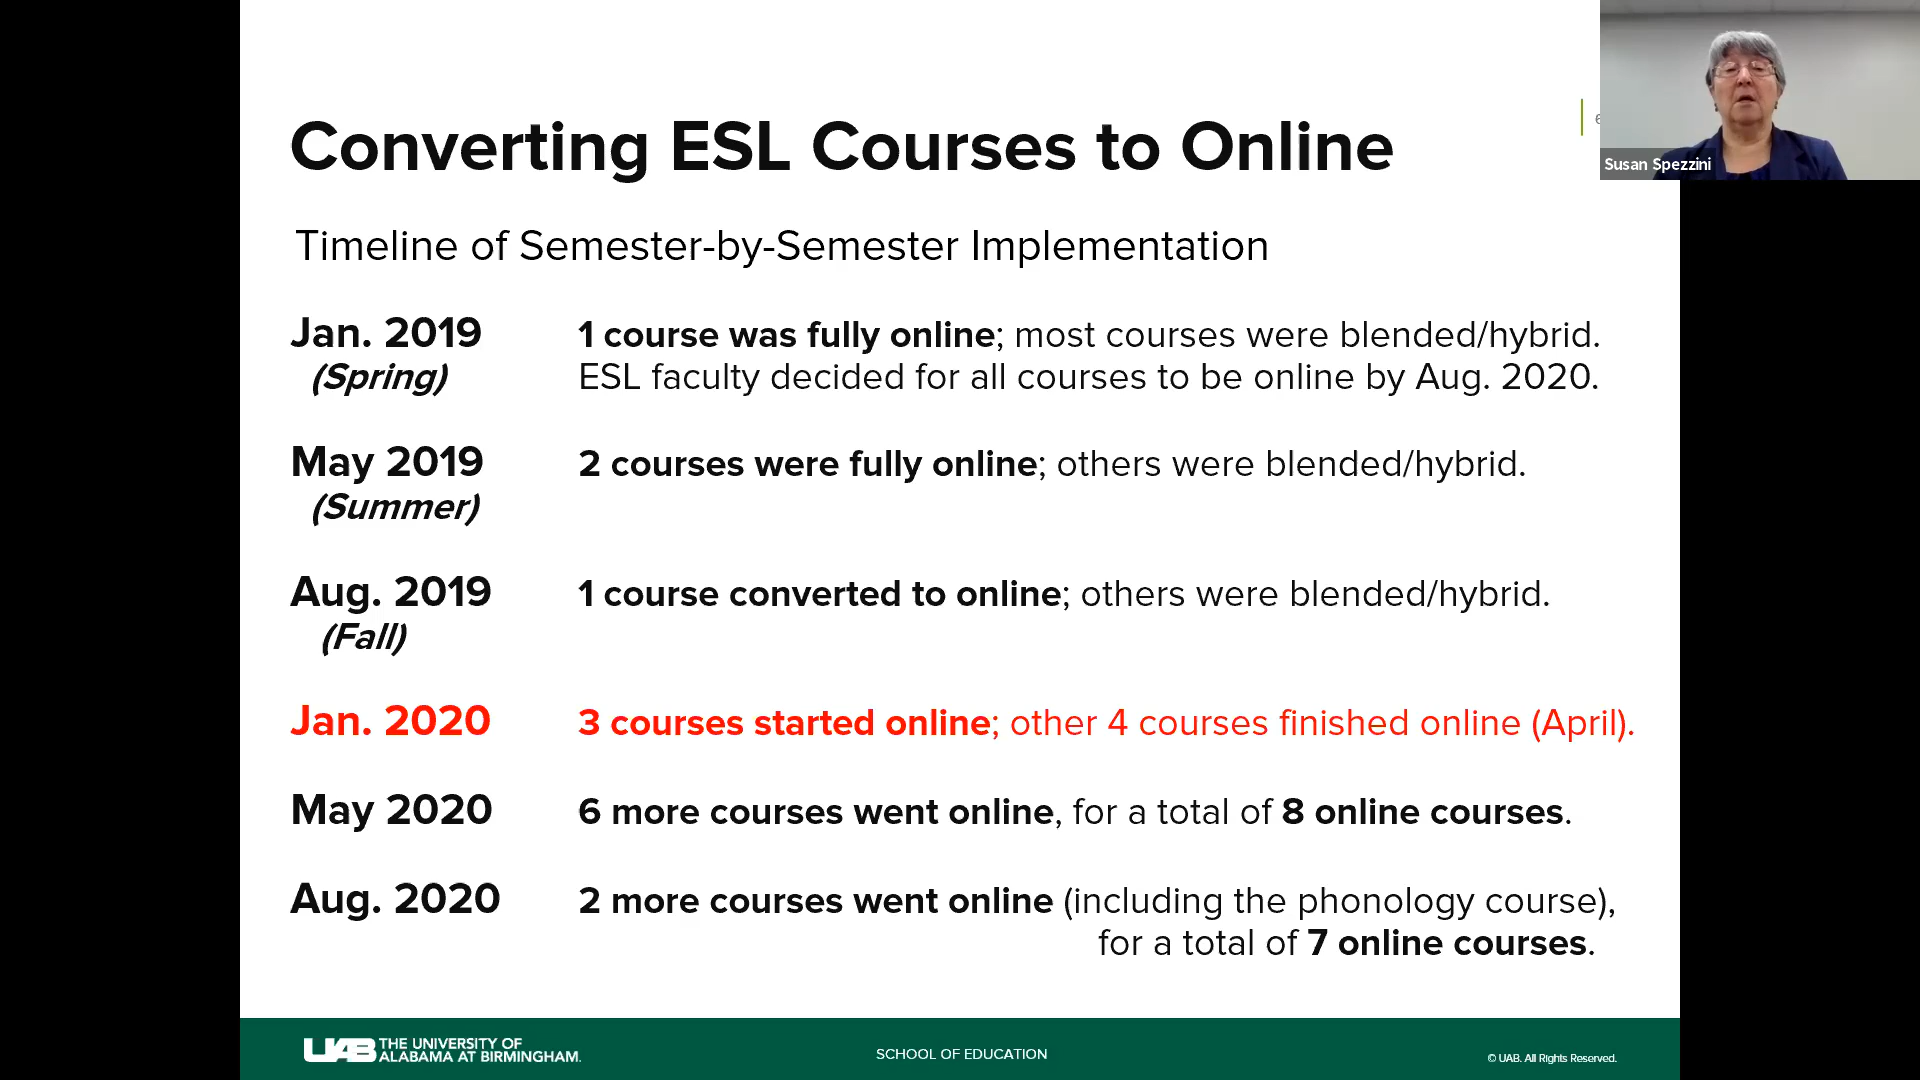 Converting ESL Courses to Online
Susan Spezzini
Timeline of Semester-by-Semester Implementation
Jan. 2019 1 course was fully online; most courses were blended/hybrid.
(Spring) ESL faculty decided for all courses to be online by Aug. 2020.
May 2019 2 courses were fully online; others were blended/hybrid.
(Summer)
Aug. 2019 1 course converted to online; others were blended/hybrid.
(Fall)
Jan. 2020 3 courses started online; other 4 courses finished online (April).
May 2020 6 more courses went online, for a total of 8 online courses.
Aug. 2020 2 more courses went online (including the phonology course),
for a total of 7 online courses.
UAB THE UNIVERSITY OF
ALABAMA AT BIRMINGHAM.
SCHOOL OF EDUCATION
© UAB. All Rights Reserved.